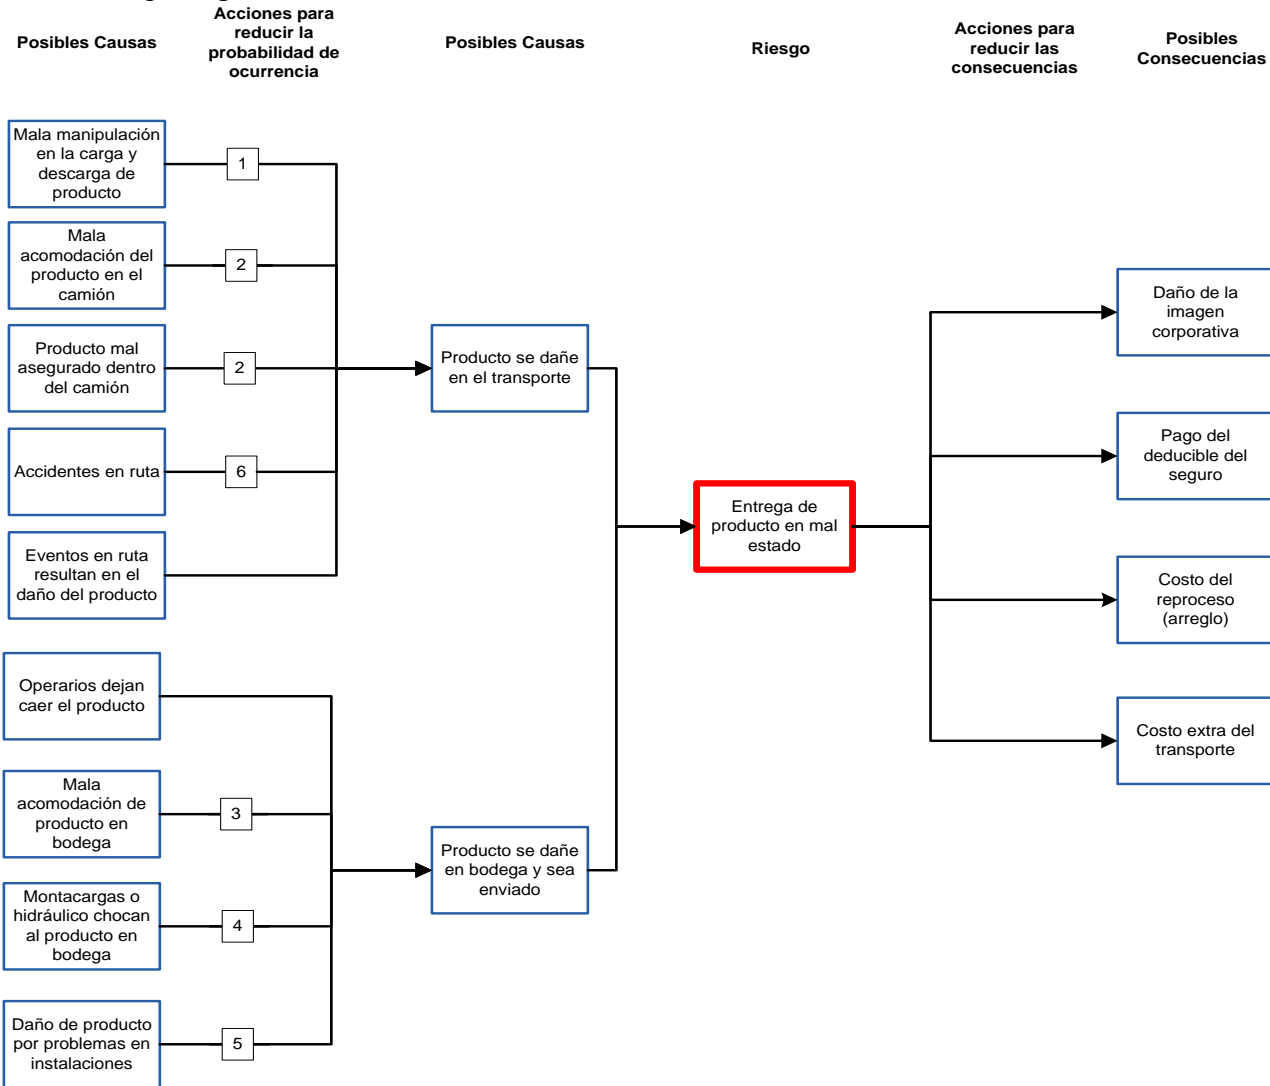 Posibles Causas
Acciones para
reducir la
probabilidad de
ocurrencia
Posibles Causas
Riesgo
Acciones para
reducir las
consecuencias
Posibles
Consecuencias
Mala manipulación
en la carga y
descarga de
producto
1
Mala
acomodación del
producto en el
camión
2
Producto mal
asegurado dentro
del camión
2
Accidentes en ruta
6
Eventos en ruta
resultan en el
daño del producto
Producto se dañe
en el transporte
Operarios dejan
caer el producto
Mala
acomodación de
producto en
bodega
3
Montacargas o
hidráulico chocan
al producto en
bodega
4
Daño de producto
por problemas en
instalaciones
5
Producto se dañe
en bodega y sea
enviado
Entrega de
producto en mal
estado
Daño de la
imagen
corporativa
Pago del
deducible del
seguro
Costo del
reproceso
(arreglo)
Costo extra del
transporte